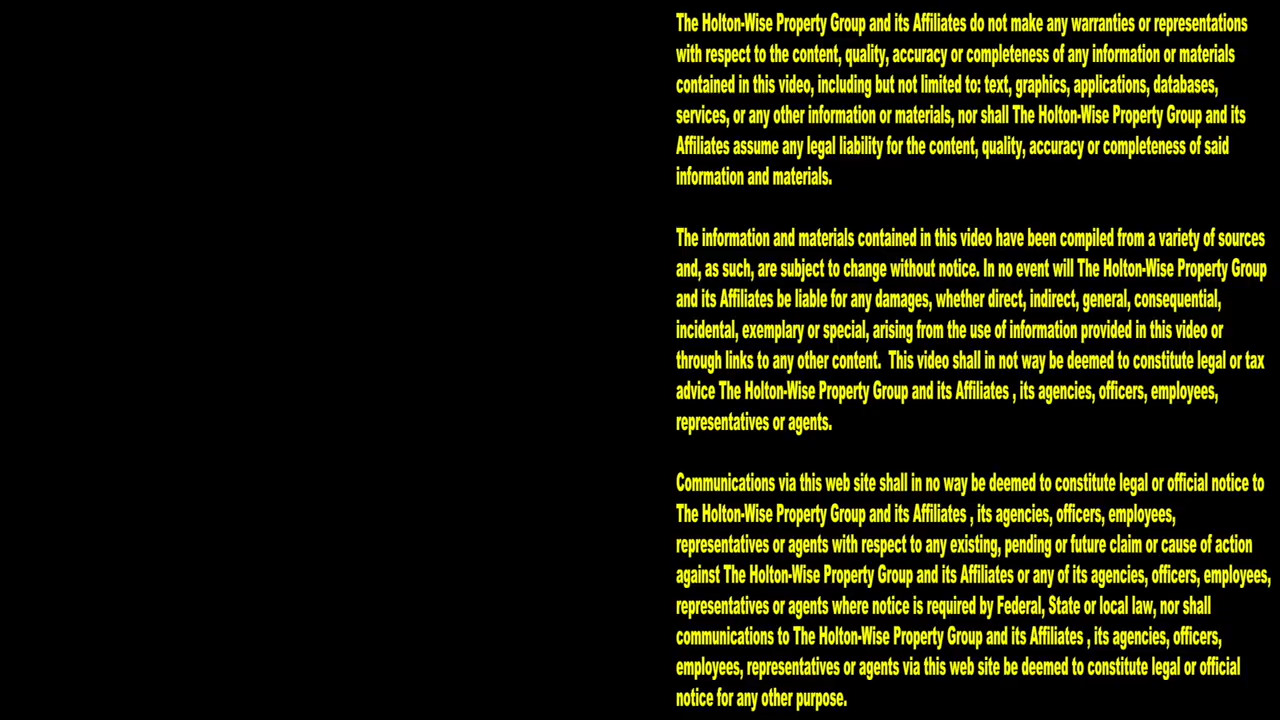 The Holton-Wise Property Group and its Affiliates do not make any warranties or representations
with respect to the content, quality, accuracy or completeness of any information or materials
contained in this video, including but not limited to: text, graphics, applications, databases,
services, or any other information or materials, nor shall The Holton-Wise Property Group and its
Affiliates assume any legal liability for the content, quality, accuracy or completeness of said
information and materials.
The information and materials contained in this video have been compiled from a variety of sources
and, as such, are subject to change without notice. In no event will The Holton-Wise Property Group
and its Affiliates be liable for any damages, whether direct, indirect, general, consequential,
incidental, exemplary or special, arising from the use of information provided in this video or
through links to any other content.  This video shall in not way be deemed to constitute legal or tax
advice The Holton-Wise Property Group and its Affiliates , its agencies, officers, employees,
representatives or agents.
Communications via this web site shall in no way be deemed to constitute legal or official notice to
The Holton-Wise Property Group and its Affiliates , its agencies, officers, employees,
representatives or agents with respect to any existing, pending or future claim or cause of action
against The Holton-Wise Property Group and its Affiliates or any of its agencies, officers, employees,
representatives or agents where notice is required by Federal, State or local law, nor shall
communications to The Holton-Wise Property Group and its Affiliates , its agencies, officers,
employees, representatives or agents via this web site be deemed to constitute legal or official
notice for any other purpose.